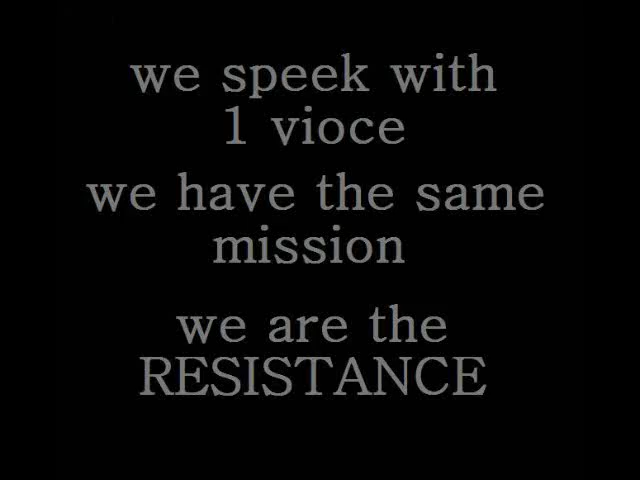 we speek with
1 vioce
we have the same
mission
we are the
RESISTANCE